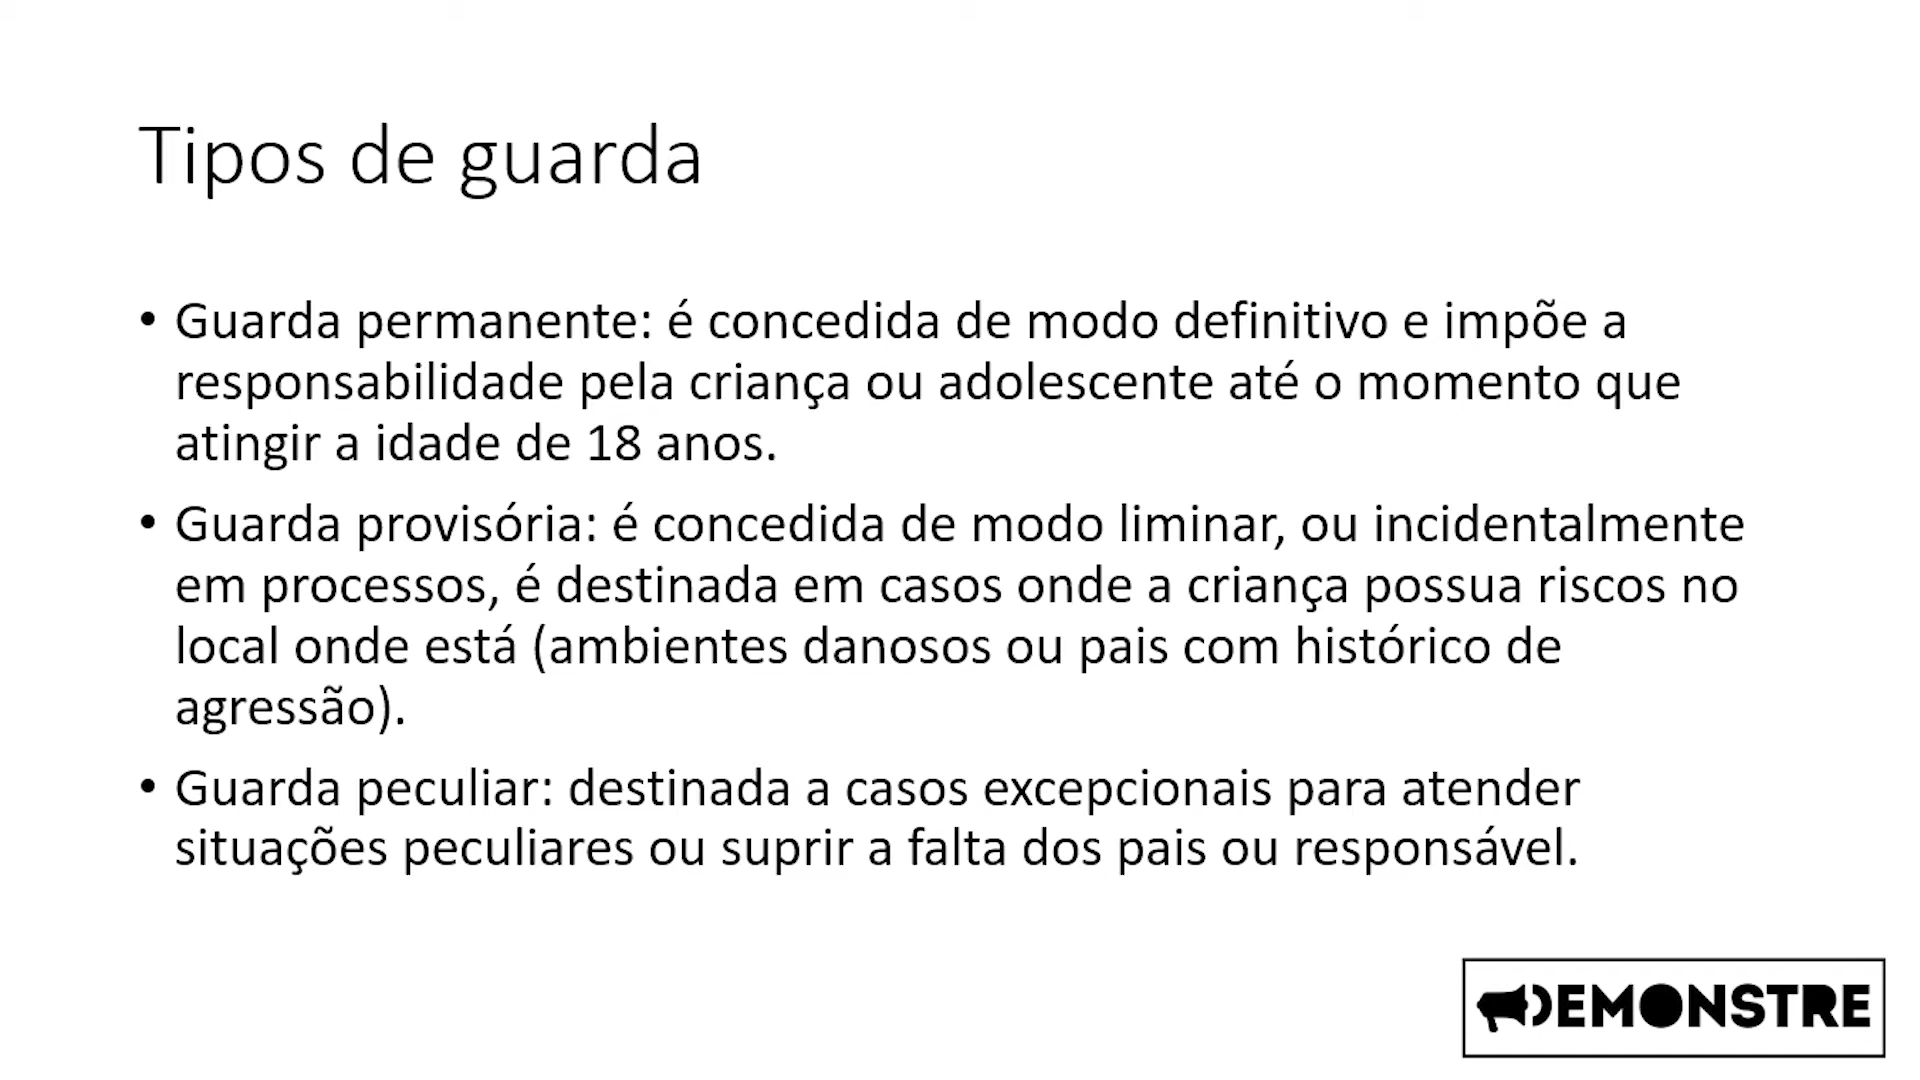 Tipos de guarda
• Guarda permanente: é concedida de modo definitivo e impõe a
responsabilidade pela criança ou adolescente até o momento que
atingir a idade de 18 anos.
• Guarda provisória: é concedida de modo liminar, ou incidentalmente
em processos, é destinada em casos onde a criança possua riscos no
local onde está (ambientes danosos ou pais com histórico de
agressão).
• Guarda peculiar: destinada a casos excepcionais para atender
situações peculiares ou suprir a falta dos pais ou responsável.
DEMONSTRE